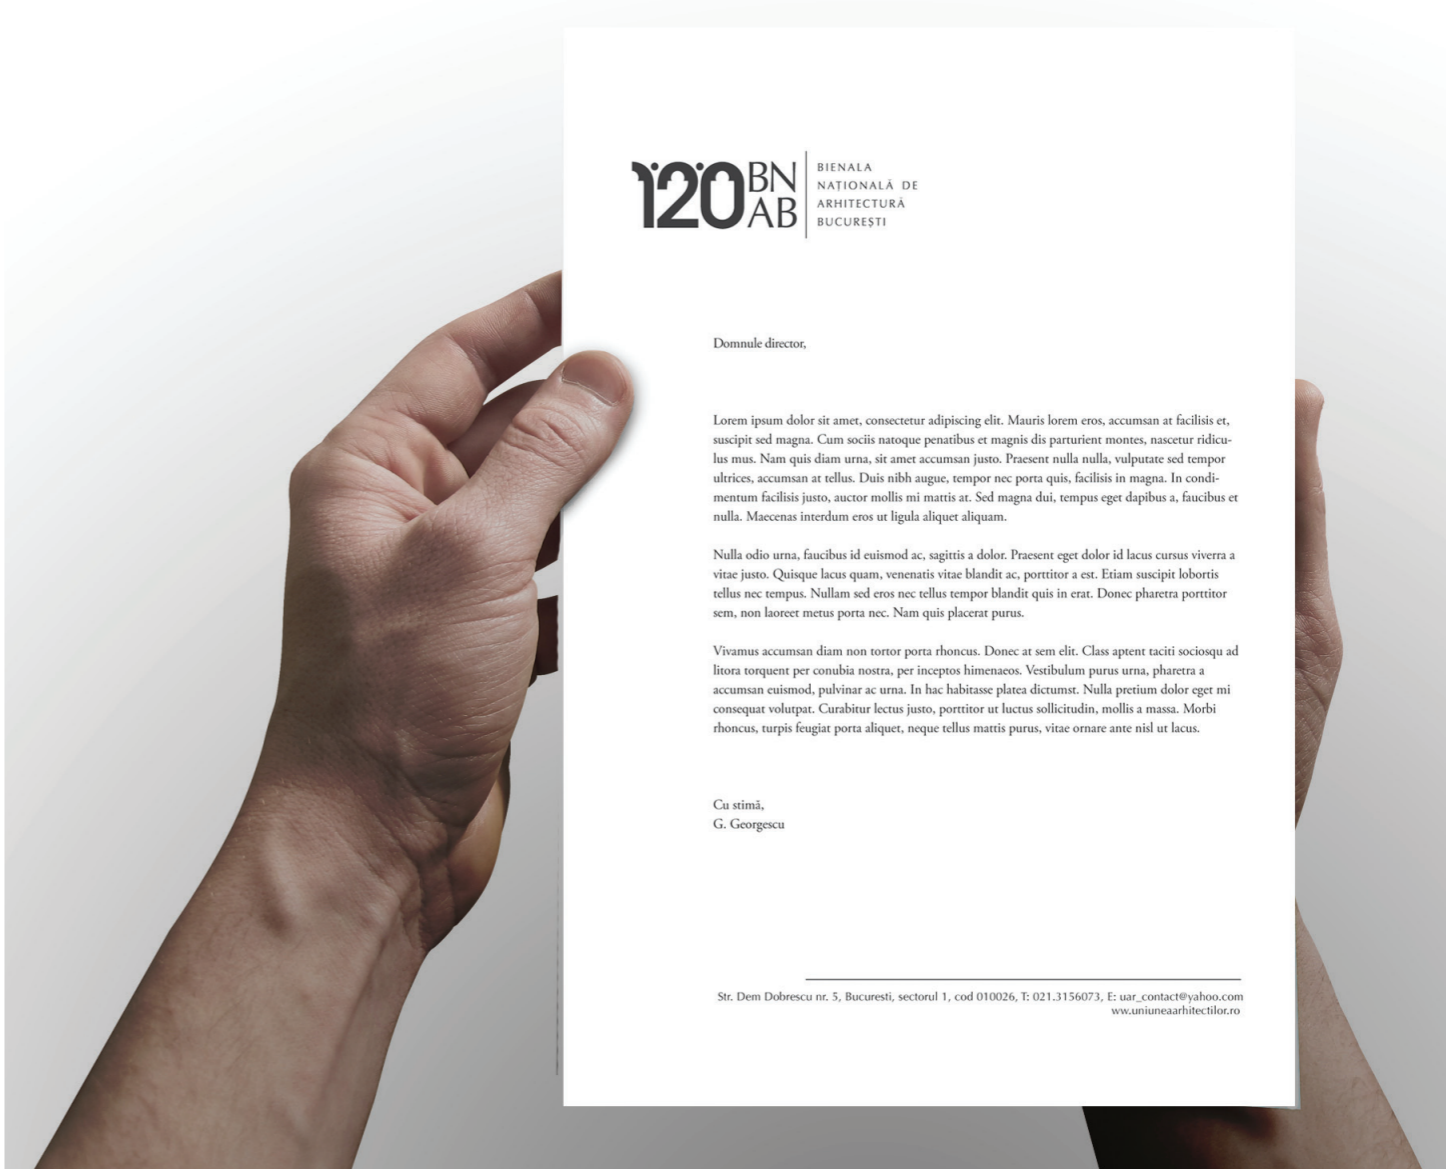 120 BN AB
BIENALA
NAȚIONALĂ DE
ARHITECTURĂ
BUCUREȘTI
Domnule director,
Lorem ipsum dolor sit amet, consectetur adipiscing elit. Mauris lorem eros, accumsan at facilisis et,
suscipit sed magna. Cum sociis natoque penatibus et magnis dis parturient montes, nascetur ridicu-
lus mus. Nam quis diam urna, sit amet accumsan justo. Praesent nulla nulla, vulputate sed tempor
ultrices, accumsan at tellus. Duis nibh augue, tempor nec porta quis, facilisis in magna. In condi-
mentum facilisis justo, auctor mollis mi mattis at. Sed magna dui, tempus eget dapibus a, faucibus et
nulla. Maecenas interdum eros ut ligula aliquet aliquam.
Nulla odio urna, faucibus id euismod ac, sagittis a dolor. Praesent eget dolor id lacus cursus viverra a
vitae justo. Quisque lacus quam, venenatis vitae blandit ac, porttitor a est. Etiam suscipit lobortis
tellus nec tempus. Nullam sed eros nec tellus tempor blandit quis in erat. Donec pharetra porttitor
sem, non laoreet metus porta nec. Nam quis placerat purus.
Vivamus accumsan diam non tortor porta rhoncus. Donec at sem elit. Class aptent taciti sociosqu ad
litora torquent per conubia nostra, per inceptos himenaeos. Vestibulum purus urna, pharetra a
accumsan euismod, pulvinar ac urna. In hac habitasse platea dictumst. Nulla pretium dolor eget mi
consequat volutpat. Curabitur lectus justo, porttitor ut luctus sollicitudin, mollis a massa. Morbi
rhoncus, turpis feugiat porta aliquet, neque tellus mattis purus, vitae ornare ante nisl ut lacus.
Cu stimă,
G. Georgescu
Str. Dem Dobrescu nr. 5, Bucuresti, sectorul 1, cod 010026, T: 021.3156073, E: uar_contact@yahoo.com
ww.uniuneaarhitectilor.ro